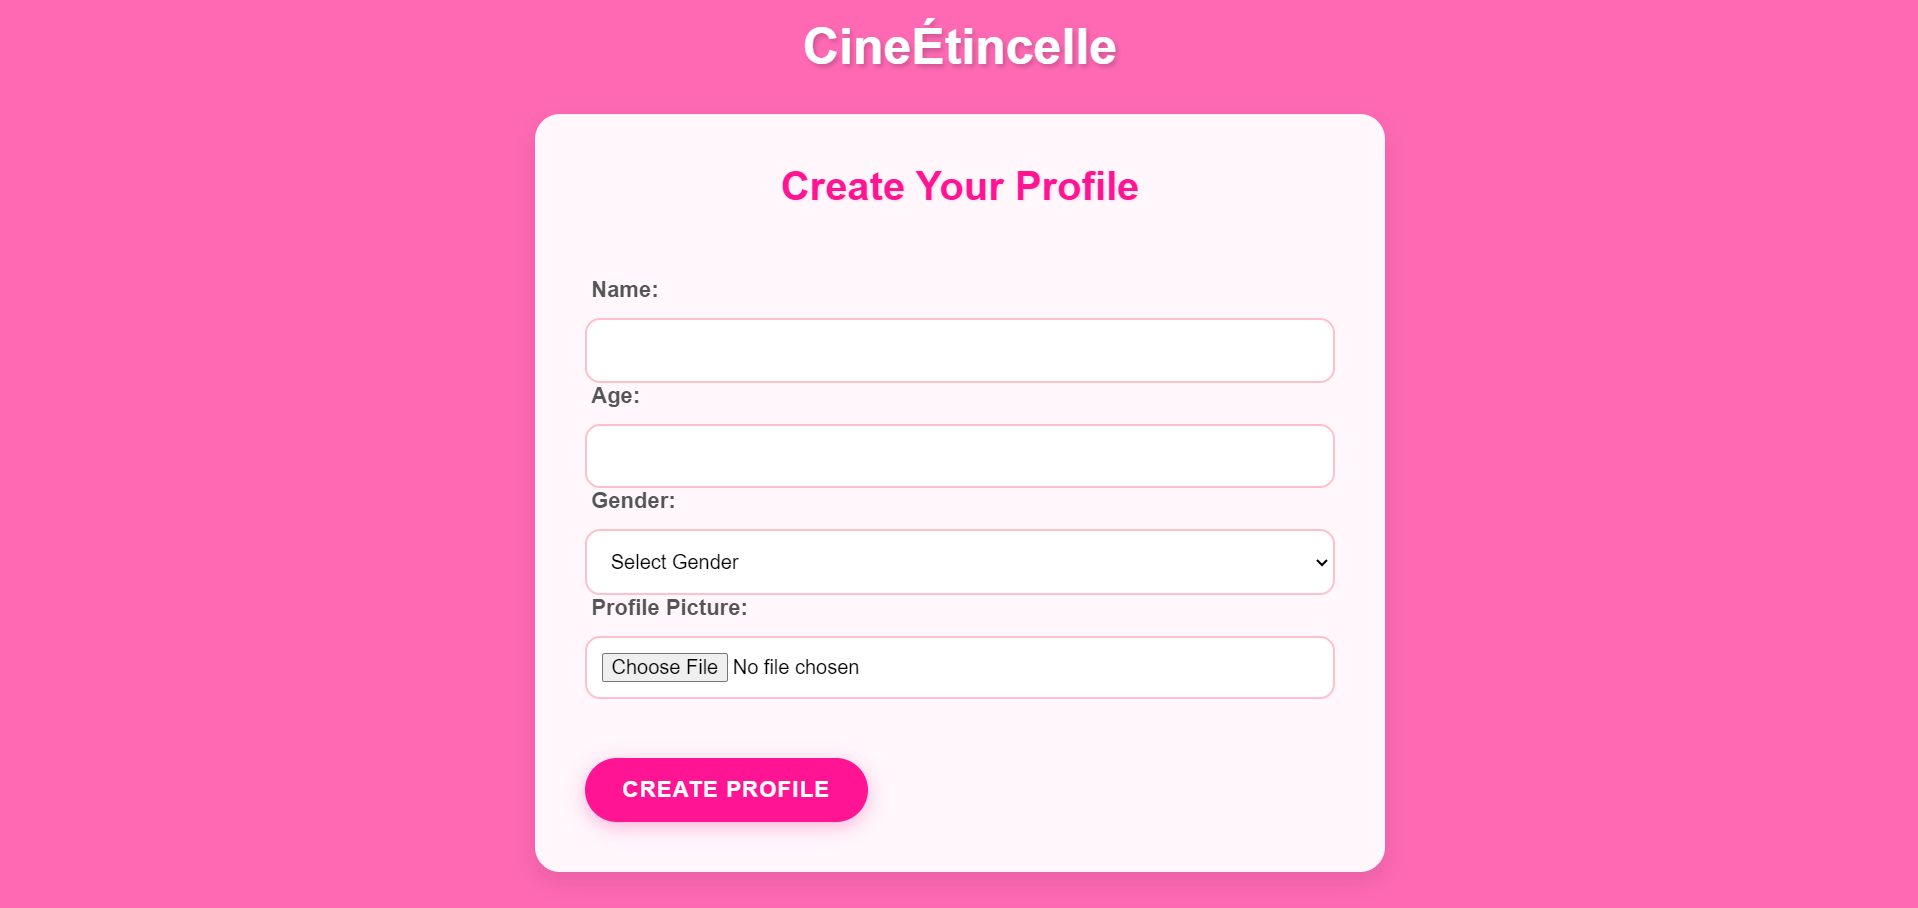 CineÉtincelle
Create Your Profile
Name:
Age:
Gender:
Select Gender
Profile Picture:
Choose File No file chosen
CREATE PROFILE